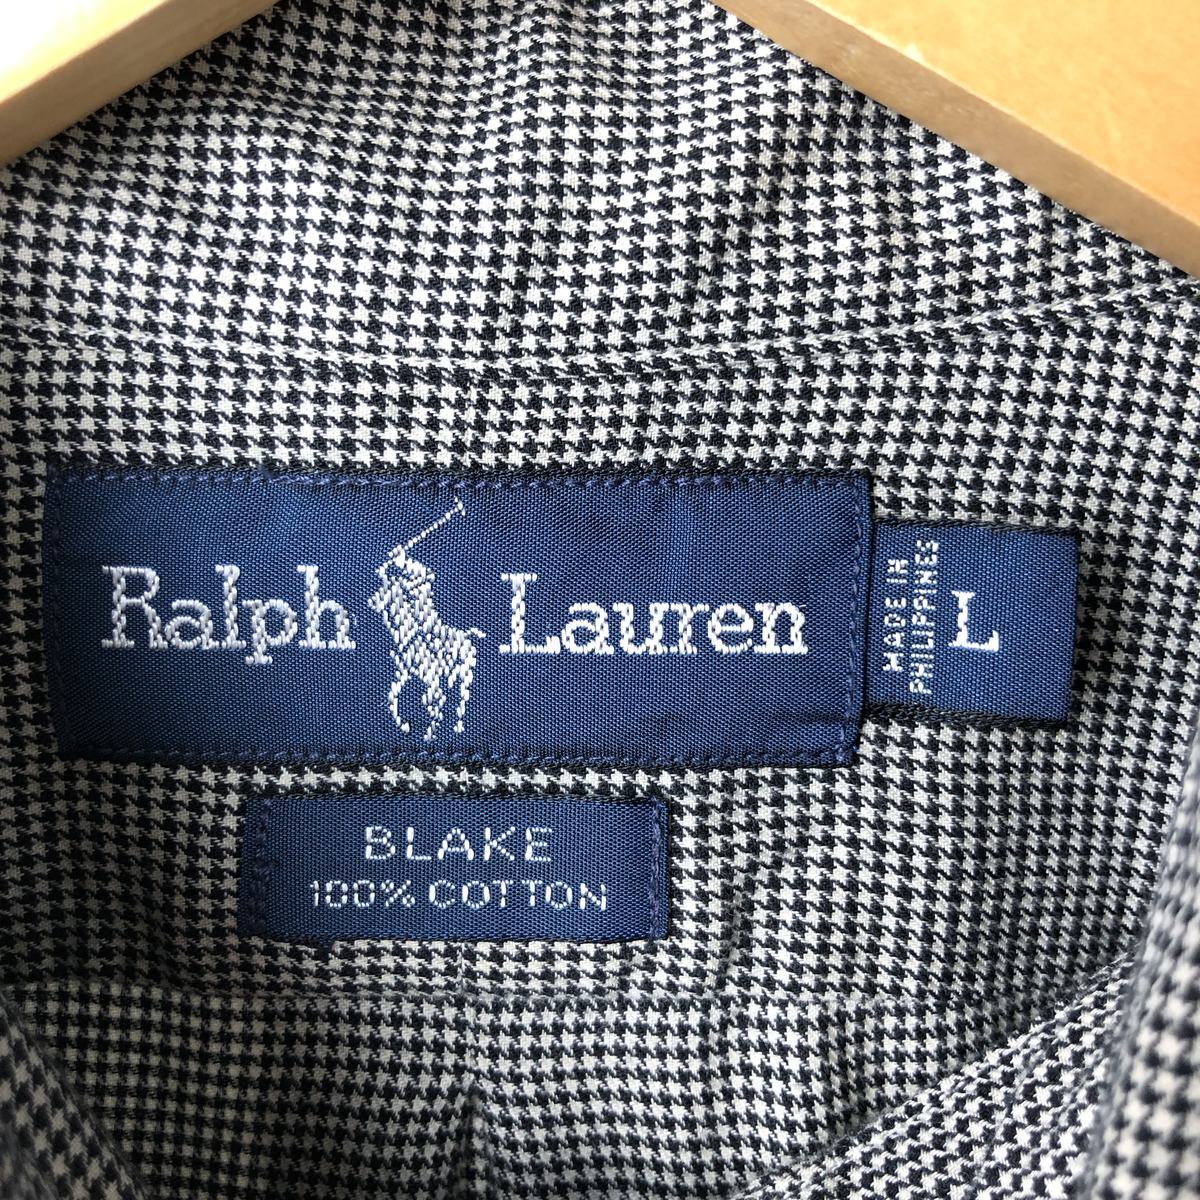 Ralph Lauren
MADE IN
PHILIPPINES
L
BLAKE
100% COTTON